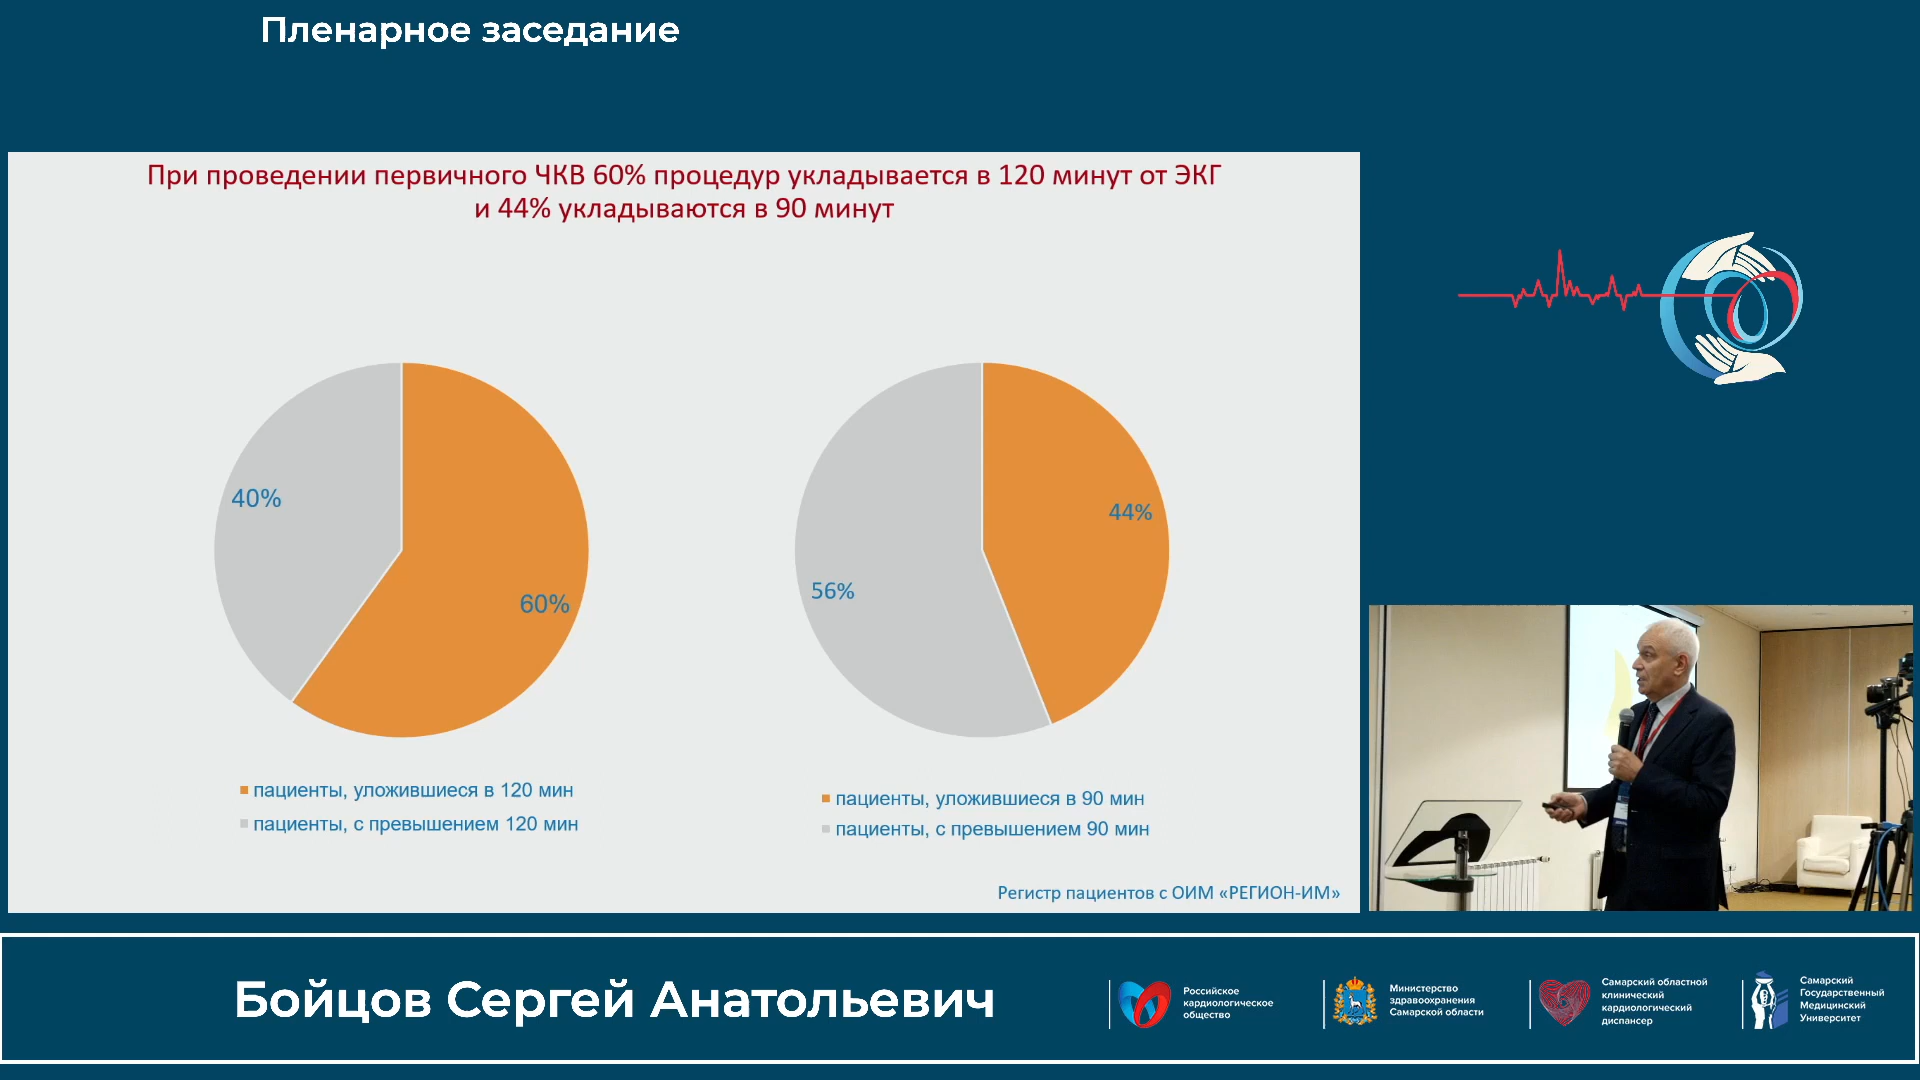 Пленарное заседание
При проведении первичного ЧКВ 60% процедур укладывается в 120 минут от ЭКГ
и 44% укладываются в 90 минут
40%
60%
44%
56%
пациенты, уложившиеся в 120 мин
пациенты, с превышением 120 мин
пациенты, уложившиеся в 90 мин
пациенты, с превышением 90 мин
Регистр пациентов с ОИМ «РЕГИОН-ИМ»
Бойцов Сергей Анатольевич
Российское
кардиологическое
общество
Министерство
здравоохранения
Самарской области
Самарский областной
клинический
кардиологический
диспансер
Самарский
Государственный
Медицинский
Университет